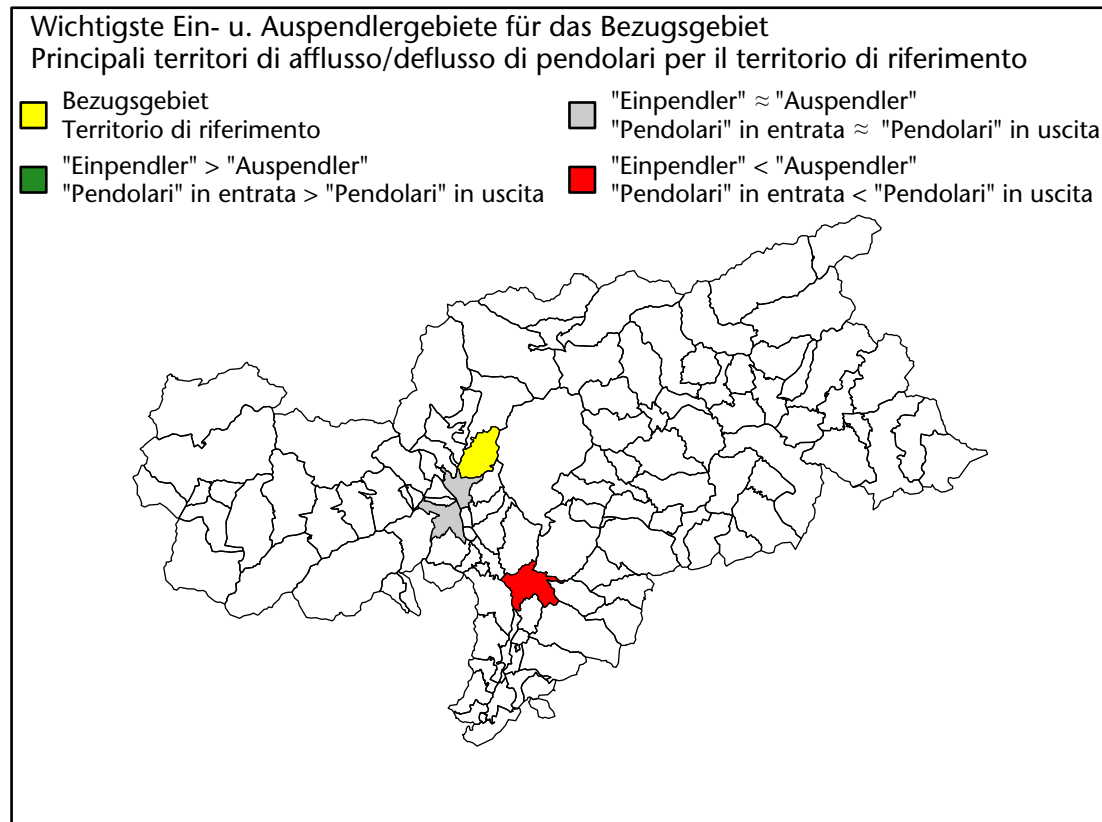 Wichtigste Ein- u. Auspendlergebiete für das Bezugsgebiet
Principali territori di afflusso/deflusso di pendolari per il territorio di riferimento
Bezugsgebiet
Territorio di riferimento
"Einpendler" > "Auspendler"
"Pendolari" in entrata > "Pendolari" in uscita
"Einpendler" ≈ "Auspendler"
"Pendolari" in entrata ≈ "Pendolari" in uscita
"Einpendler" < "Auspendler"
"Pendolari" in entrata < "Pendolari" in uscita